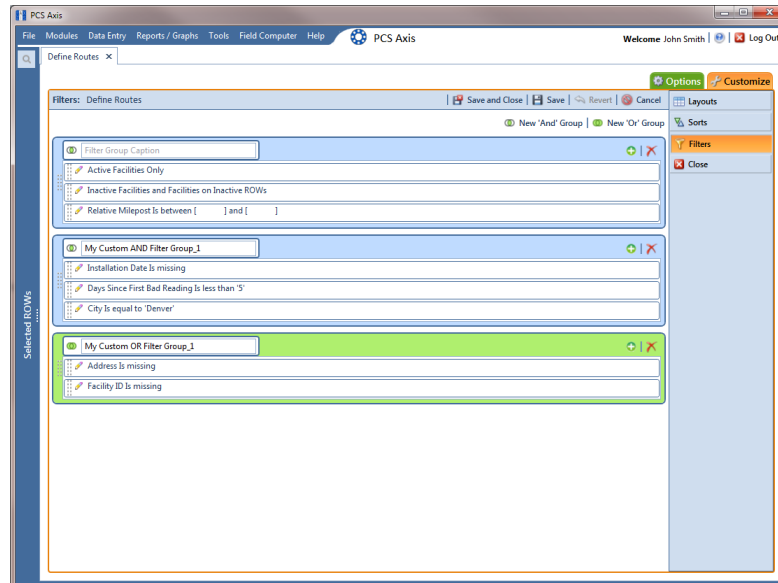 PCS Axis
File Modules Data Entry Reports / Graphs Tools Field Computer Help PCS Axis Welcome John Smith | | Log Out
Define Routes
Options Customize
Filters: Define Routes | Save and Close | Save | Revert | Cancel
Layouts
New 'And' Group | New 'Or' Group
Sorts
Filters
Close
Filter Group Caption
Active Facilities Only
Inactive Facilities and Facilities on Inactive ROWs
Relative Milepost Is between [ ] and [ ]
My Custom AND Filter Group_1
Installation Date Is missing
Days Since First Bad Reading Is less than '5'
City Is equal to 'Denver'
My Custom OR Filter Group_1
Address Is missing
Facility ID Is missing
Selected ROWs